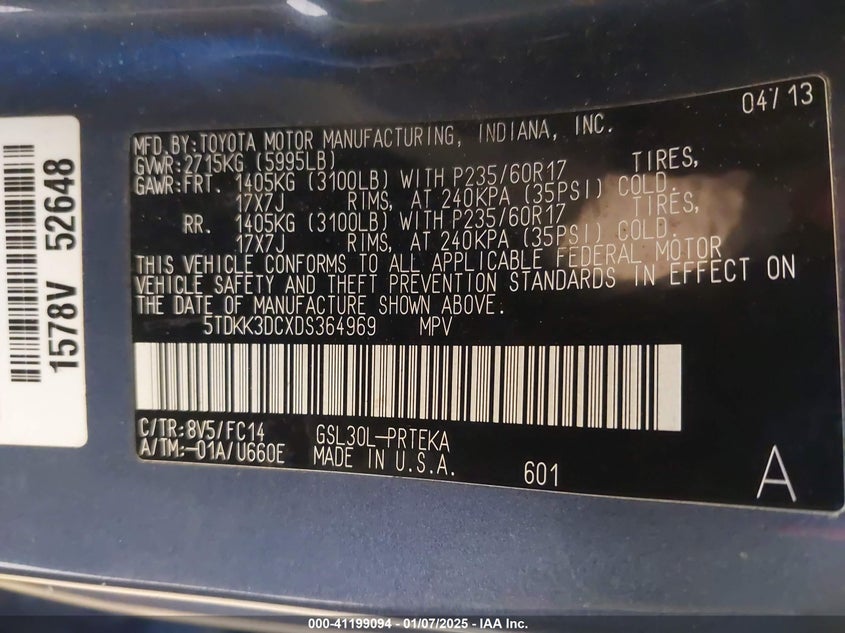 04/13
MFD. BY: TOYOTA MOTOR MANUFACTURING, INDIANA, INC.
GVWR: 2715KG (5995LB)
GAWR: FRT. 1405KG (3100LB) WITH P235/60R17 TIRES,
17X7J RIMS, AT 240KPA (35PSI) COLD.
RR. 1405KG (3100LB) WITH P235/60R17 TIRES,
17X7J RIMS, AT 240KPA (35PSI) COLD.
THIS VEHICLE CONFORMS TO ALL APPLICABLE FEDERAL MOTOR
VEHICLE SAFETY AND THEFT PREVENTION STANDARDS IN EFFECT ON
THE DATE OF MANUFACTURE SHOWN ABOVE.
5TDKK3DCXDS364969 MPV
C/TR: 8V5/FC14 GSL30L-PRTEKA
A/TM: -01A/U660E MADE IN U.S.A. 601
A
1578V 52648
000-41199094 - 01/07/2025 - IAA Inc.